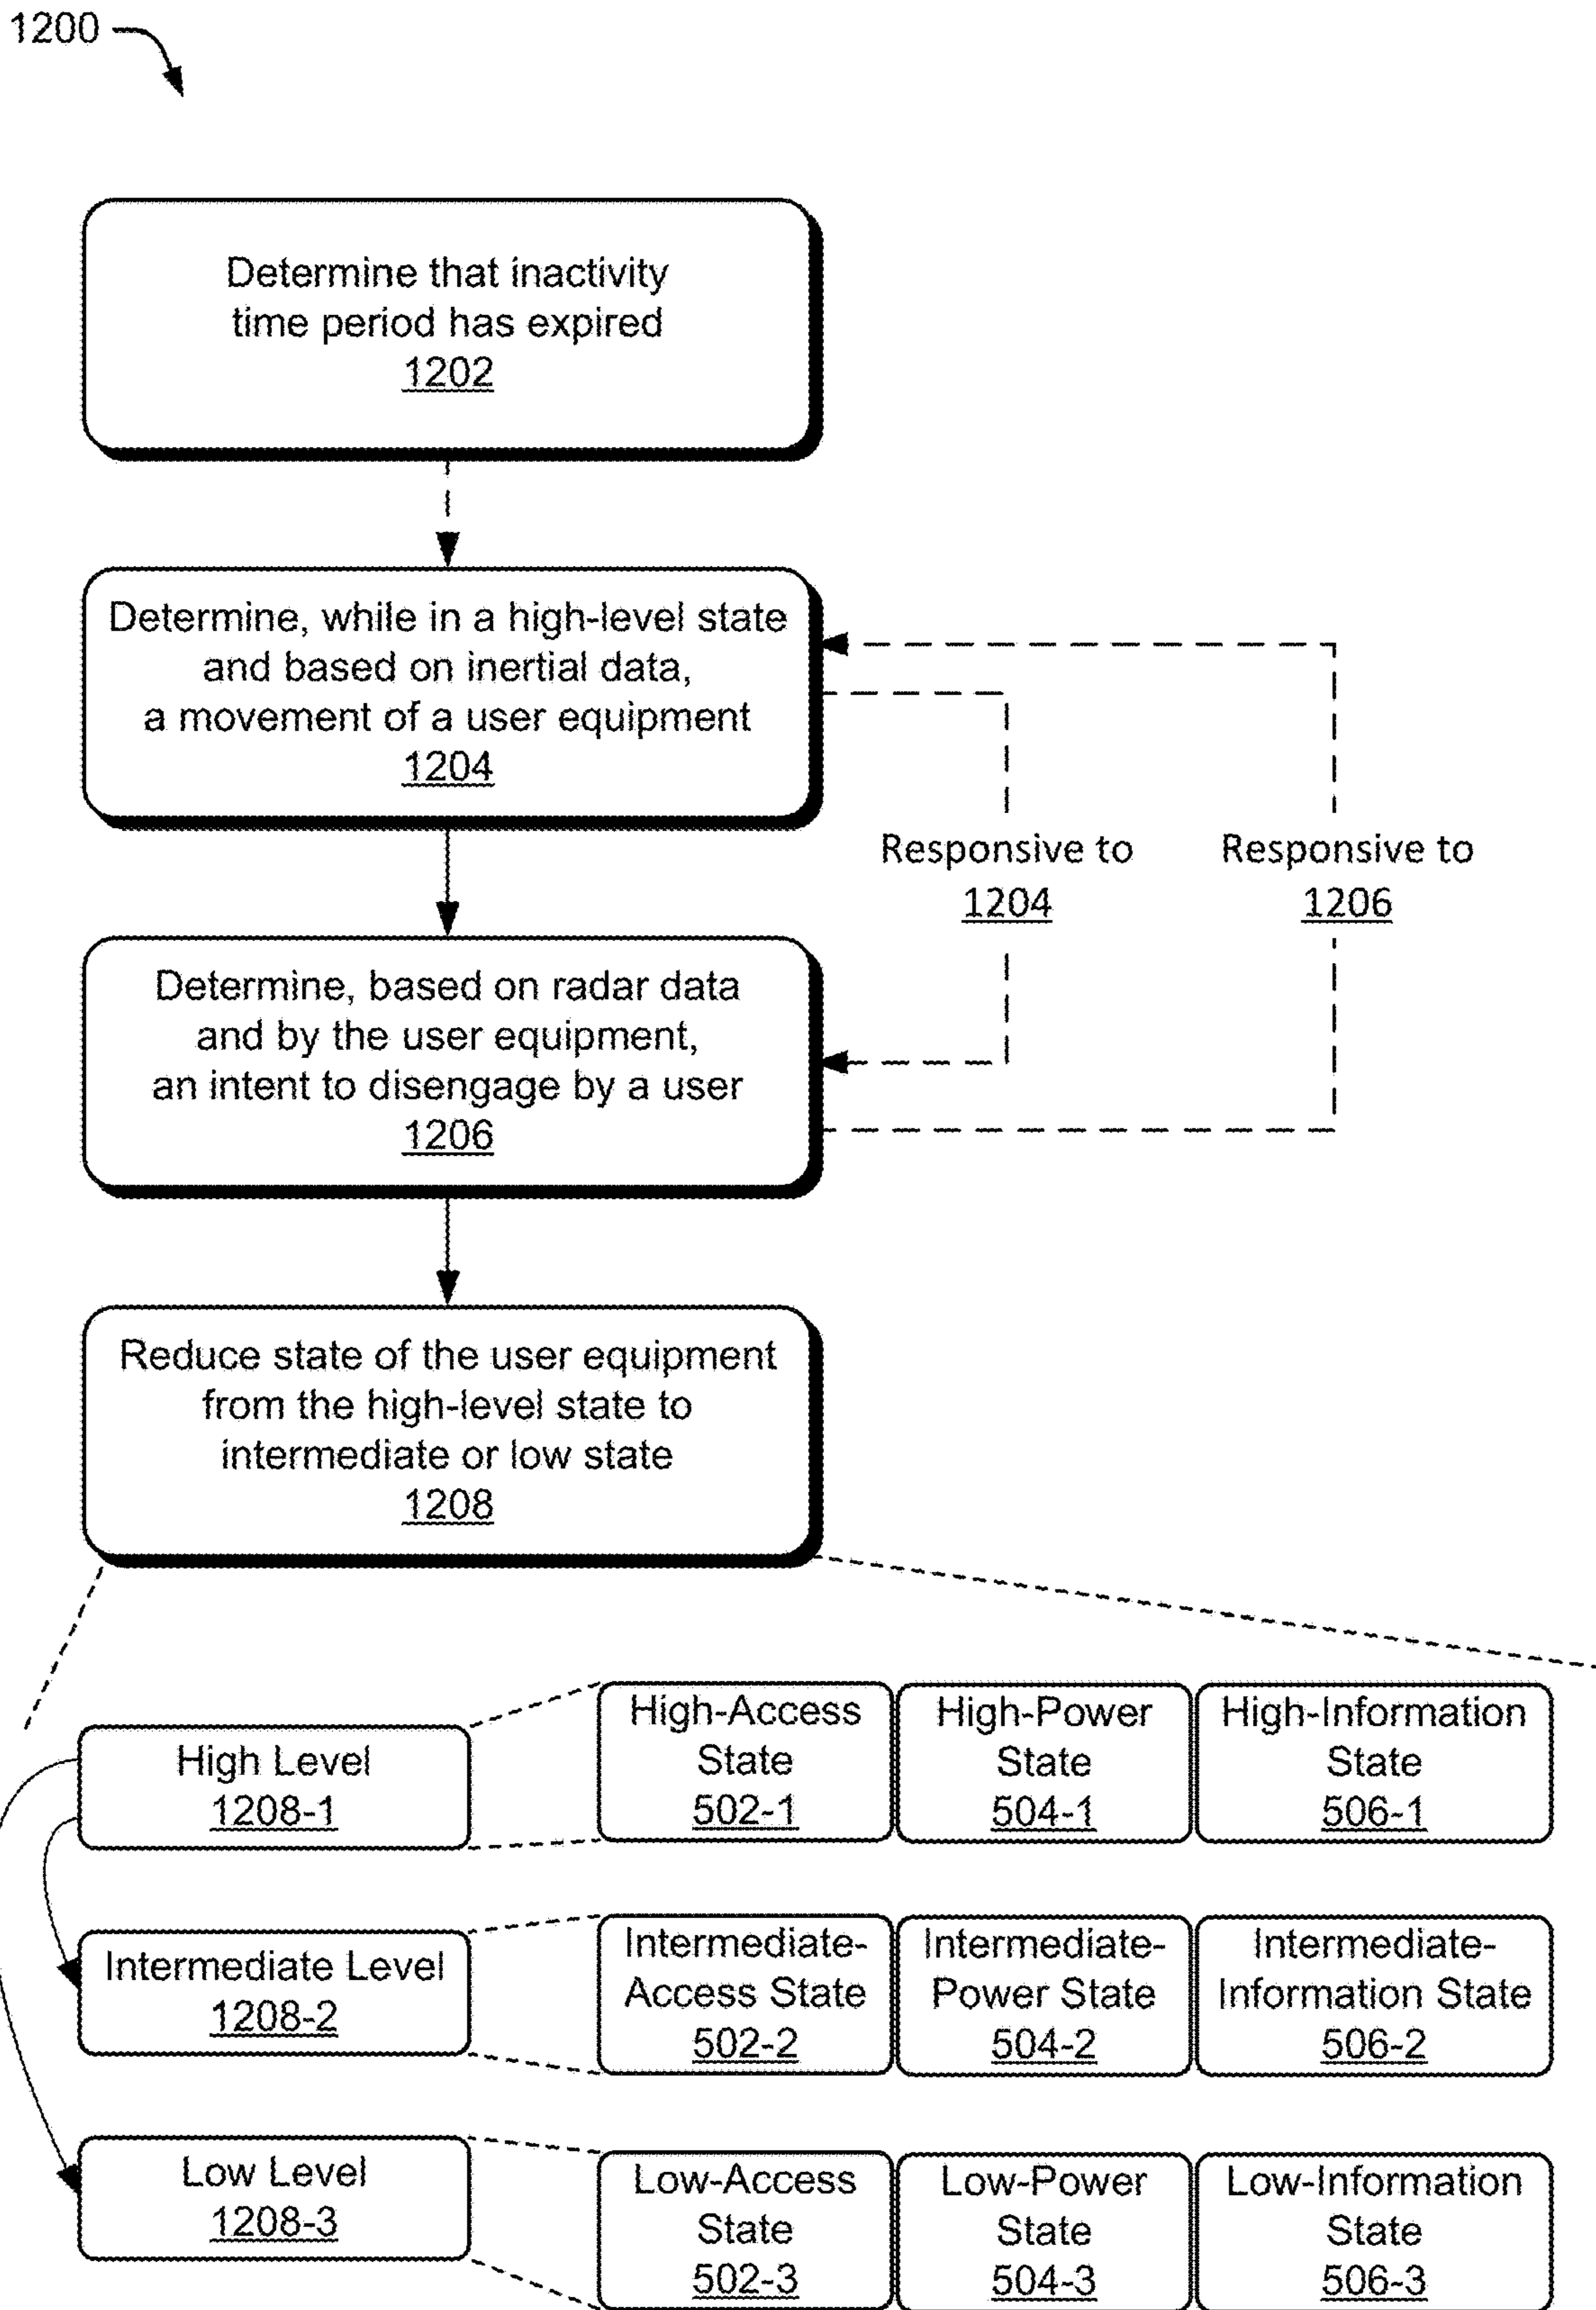 1200
Determine that inactivity
time period has expired
1202
Determine, while in a high-level state
and based on inertial data,
a movement of a user equipment
1204
Responsive to
1204
Responsive to
1206
Determine, based on radar data
and by the user equipment,
an intent to disengage by a user
1206
Reduce state of the user equipment
from the high-level state to
intermediate or low state
1208
High Level
1208-1
High-Access
State
502-1
High-Power
State
504-1
High-Information
State
506-1
Intermediate Level
1208-2
Intermediate-
Access State
502-2
Intermediate-
Power State
504-2
Intermediate-
Information State
506-2
Low Level
1208-3
Low-Access
State
502-3
Low-Power
State
504-3
Low-Information
State
506-3